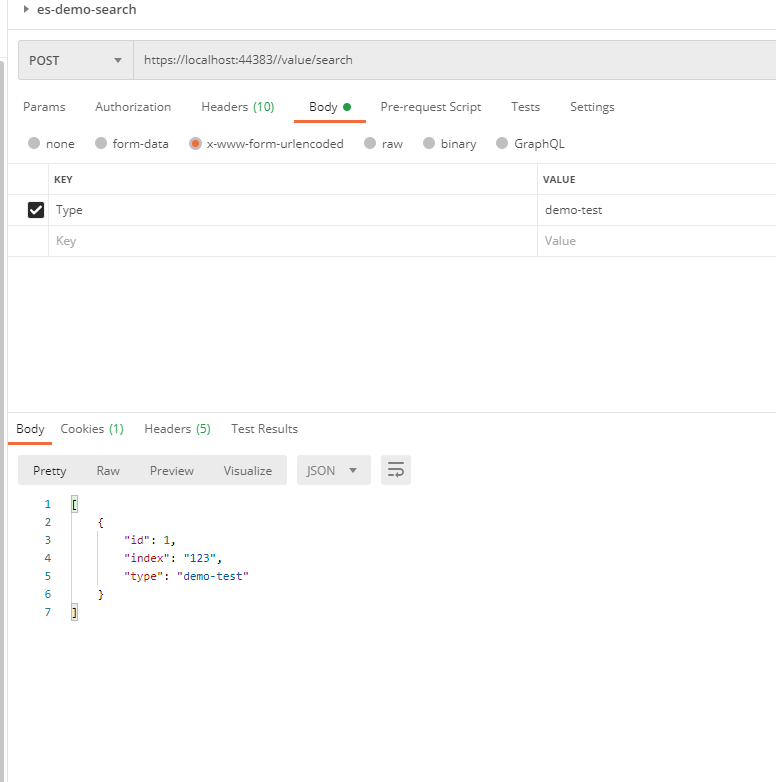 es-demo-search
POST https://localhost:44383//value/search
Params Authorization Headers (10) Body Pre-request Script Tests Settings
none form-data x-www-form-urlencoded raw binary GraphQL
KEY VALUE
Type demo-test
Key Value
Body Cookies (1) Headers (5) Test Results
Pretty Raw Preview Visualize JSON
1 [
2 {
3 "id": 1,
4 "index": "123",
5 "type": "demo-test"
6 }
7 ]